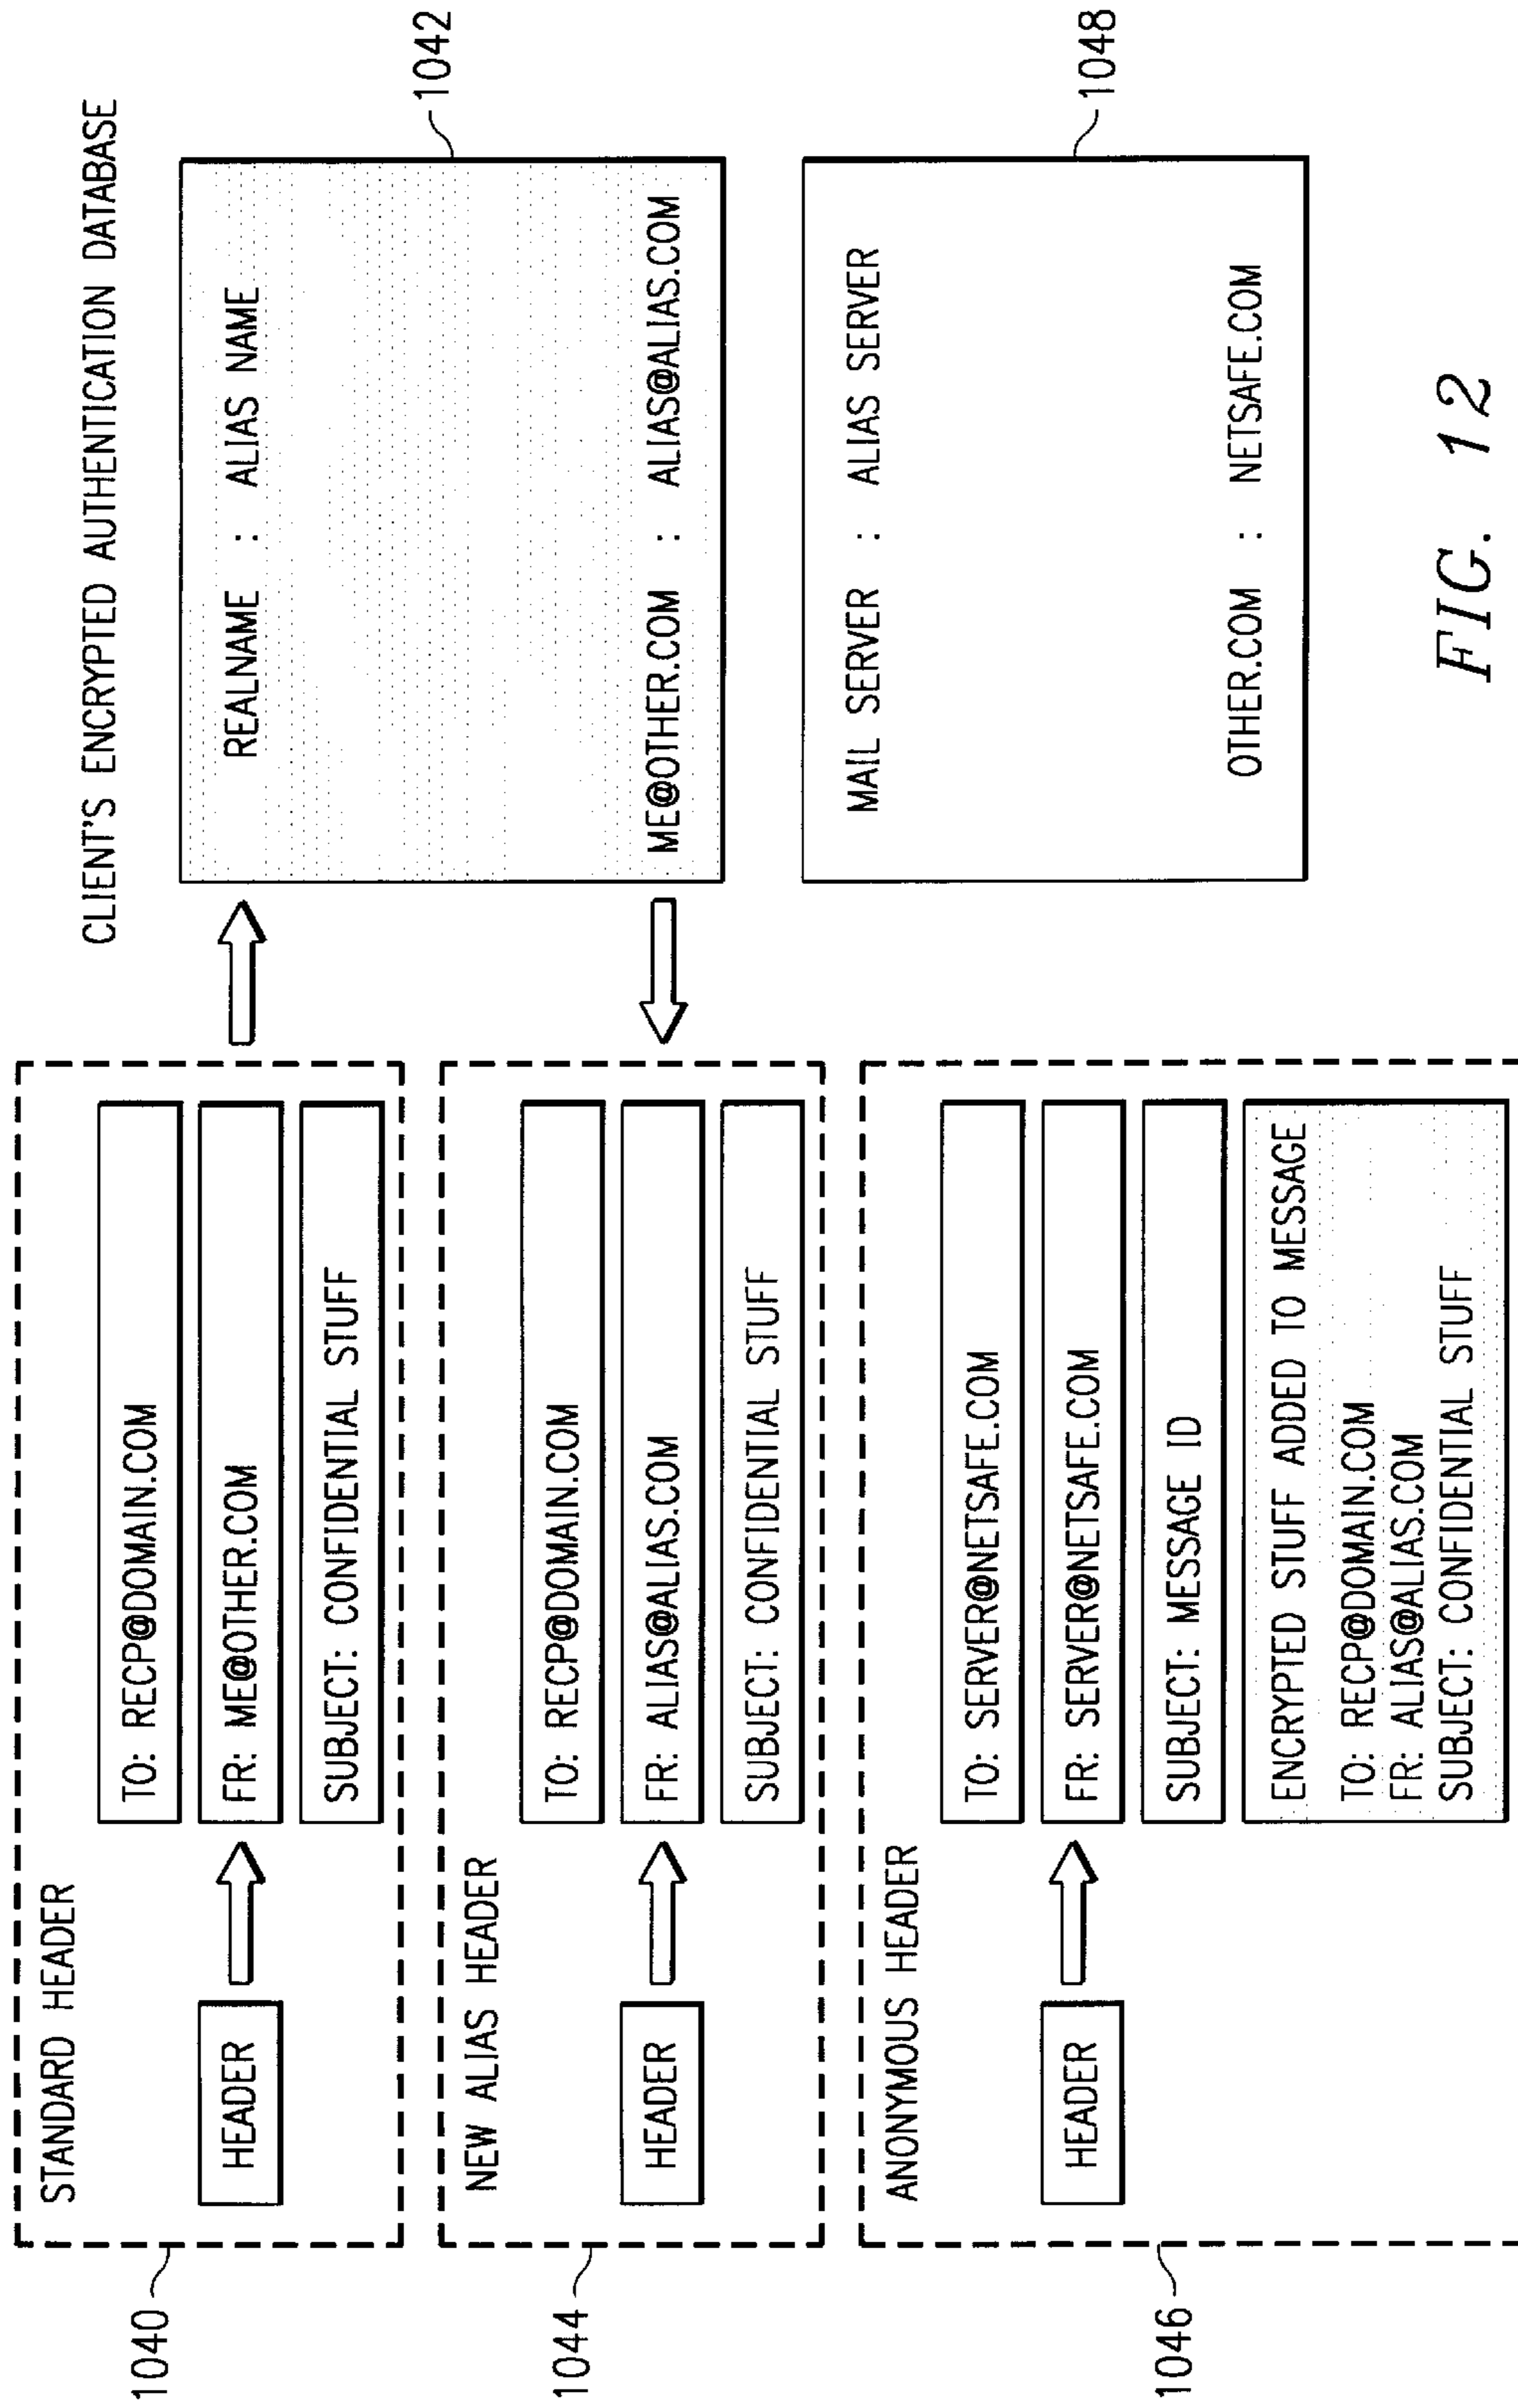 1040
STANDARD HEADER
HEADER
TO: RECP@DOMAIN.COM
FR: ME@OTHER.COM
SUBJECT: CONFIDENTIAL STUFF
CLIENT'S ENCRYPTED AUTHENTICATION DATABASE
REALNAME : ALIAS NAME
ME@OTHER.COM : ALIAS@ALIAS.COM
1042
1044
NEW ALIAS HEADER
HEADER
TO: RECP@DOMAIN.COM
FR: ALIAS@ALIAS.COM
SUBJECT: CONFIDENTIAL STUFF
1046
ANONYMOUS HEADER
HEADER
TO: SERVER@NETSAFE.COM
FR: SERVER@NETSAFE.COM
SUBJECT: MESSAGE ID
ENCRYPTED STUFF ADDED TO MESSAGE
TO: RECP@DOMAIN.COM
FR: ALIAS@ALIAS.COM
SUBJECT: CONFIDENTIAL STUFF
MAIL SERVER : ALIAS SERVER
OTHER.COM : NETSAFE.COM
1048
FIG. 12